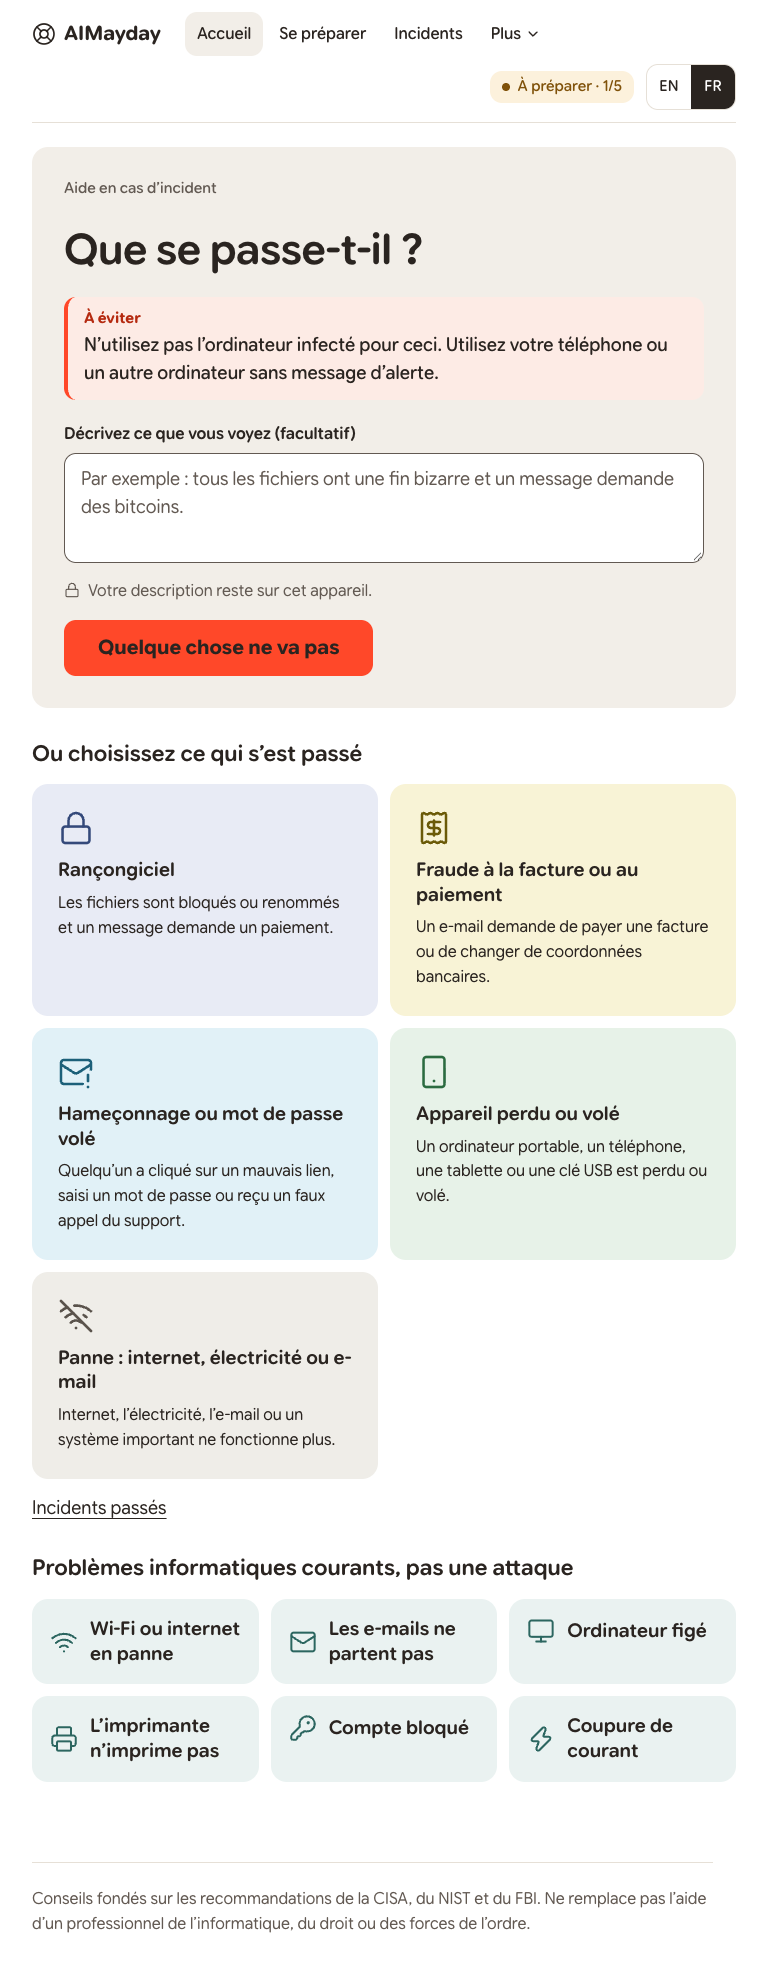 AIMayday
Accueil
Se préparer
Incidents
Plus
À préparer · 1/5
EN
FR
Aide en cas d’incident
Que se passe-t-il ?
À éviter
N’utilisez pas l’ordinateur infecté pour ceci. Utilisez votre téléphone ou
un autre ordinateur sans message d’alerte.
Décrivez ce que vous voyez (facultatif)
Par exemple : tous les fichiers ont une fin bizarre et un message demande
des bitcoins.
Votre description reste sur cet appareil.
Quelque chose ne va pas
Ou choisissez ce qui s’est passé
Rançongiciel
Les fichiers sont bloqués ou renommés
et un message demande un paiement.
Fraude à la facture ou au
paiement
Un e-mail demande de payer une facture
ou de changer de coordonnées
bancaires.
Hameçonnage ou mot de passe
volé
Quelqu’un a cliqué sur un mauvais lien,
saisi un mot de passe ou reçu un faux
appel du support.
Appareil perdu ou volé
Un ordinateur portable, un téléphone,
une tablette ou une clé USB est perdu ou
volé.
Panne : internet, électricité ou e-
mail
Internet, l’électricité, l’e-mail ou un
système important ne fonctionne plus.
Incidents passés
Problèmes informatiques courants, pas une attaque
Wi-Fi ou internet
en panne
Les e-mails ne
partent pas
Ordinateur figé
L’imprimante
n’imprime pas
Compte bloqué
Coupure de
courant
Conseils fondés sur les recommandations de la CISA, du NIST et du FBI. Ne remplace pas l’aide
d’un professionnel de l’informatique, du droit ou des forces de l’ordre.